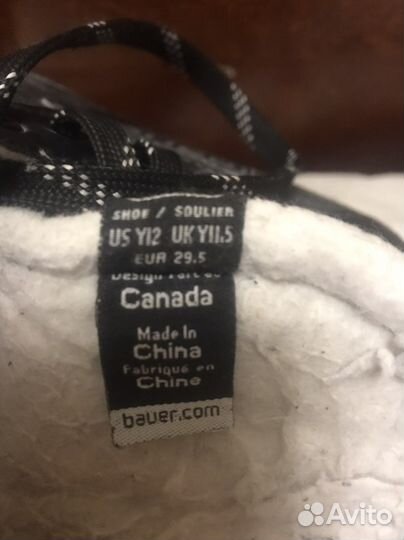 SHOE / SOULIER
US Y12 UK Y11.5
EUR 29.5
Design
Canada
Made In
China
Fabriqué en
Chine
bauer.com
Avito